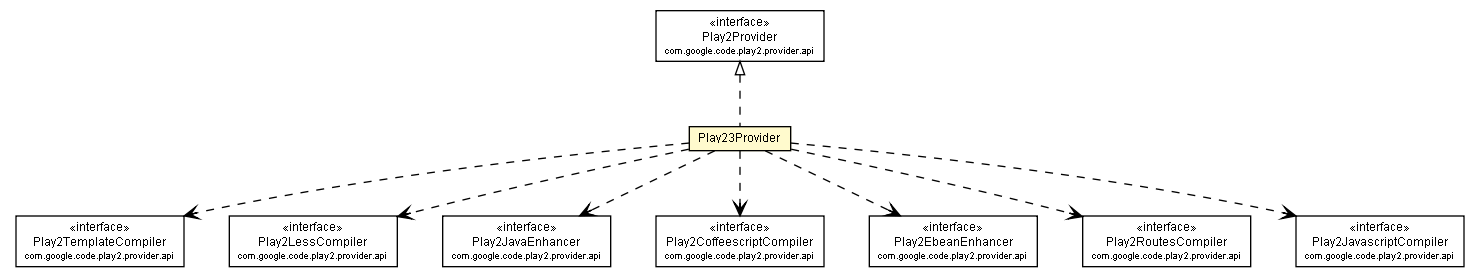 «interface»
Play2Provider
com.google.code.play2.provider.api
Play23Provider
«interface»
Play2TemplateCompiler
com.google.code.play2.provider.api
«interface»
Play2LessCompiler
com.google.code.play2.provider.api
«interface»
Play2JavaEnhancer
com.google.code.play2.provider.api
«interface»
Play2CoffeescriptCompiler
com.google.code.play2.provider.api
«interface»
Play2EbeanEnhancer
com.google.code.play2.provider.api
«interface»
Play2RoutesCompiler
com.google.code.play2.provider.api
«interface»
Play2JavascriptCompiler
com.google.code.play2.provider.api